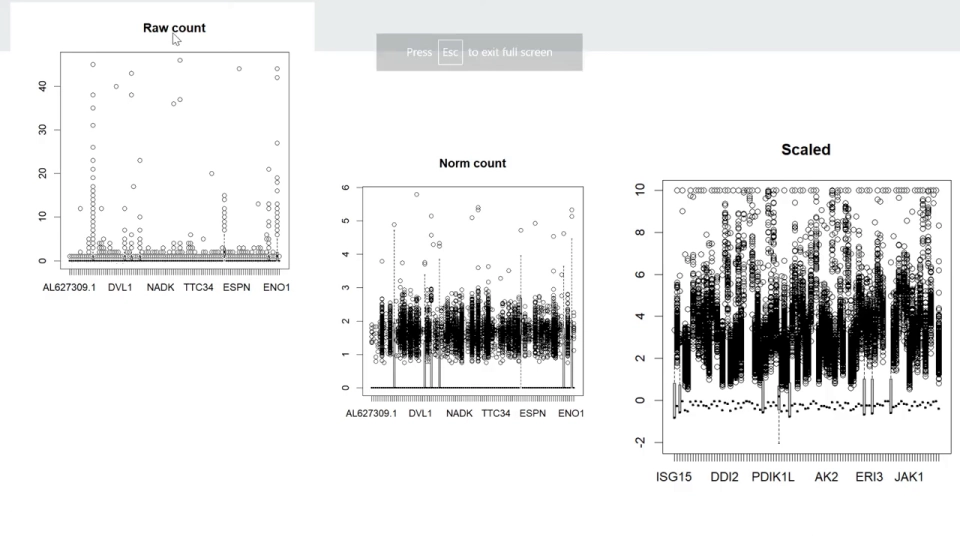 Raw count
Press Esc to exit full screen
40
30
20
10
0
AL627309.1 DVL1 NADK TTC34 ESPN ENO1
Norm count
6
5
4
3
2
1
0
AL627309.1 DVL1 NADK TTC34 ESPN ENO1
Scaled
10
8
6
4
2
0
-2
ISG15 DDI2 PDIK1L AK2 ERI3 JAK1